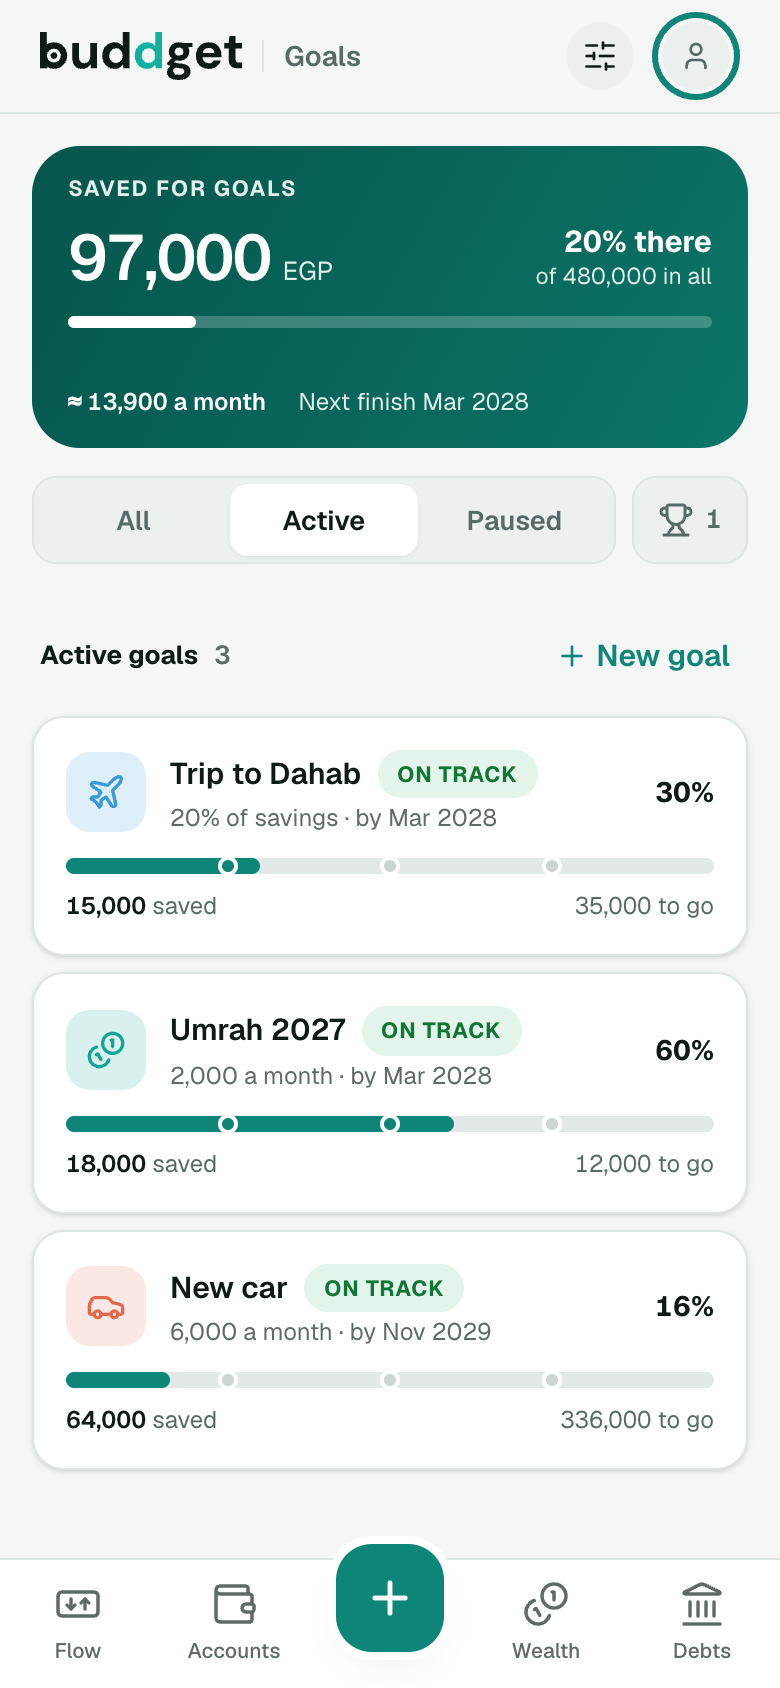 buddget Goals
SAVED FOR GOALS
97,000 EGP
20% there
of 480,000 in all
≈ 13,900 a month Next finish Mar 2028
All Active Paused 1
Active goals 3 + New goal
Trip to Dahab ON TRACK
20% of savings · by Mar 2028
30%
15,000 saved 35,000 to go
Umrah 2027 ON TRACK
2,000 a month · by Mar 2028
60%
18,000 saved 12,000 to go
New car ON TRACK
6,000 a month · by Nov 2029
16%
64,000 saved 336,000 to go
Flow Accounts Wealth Debts